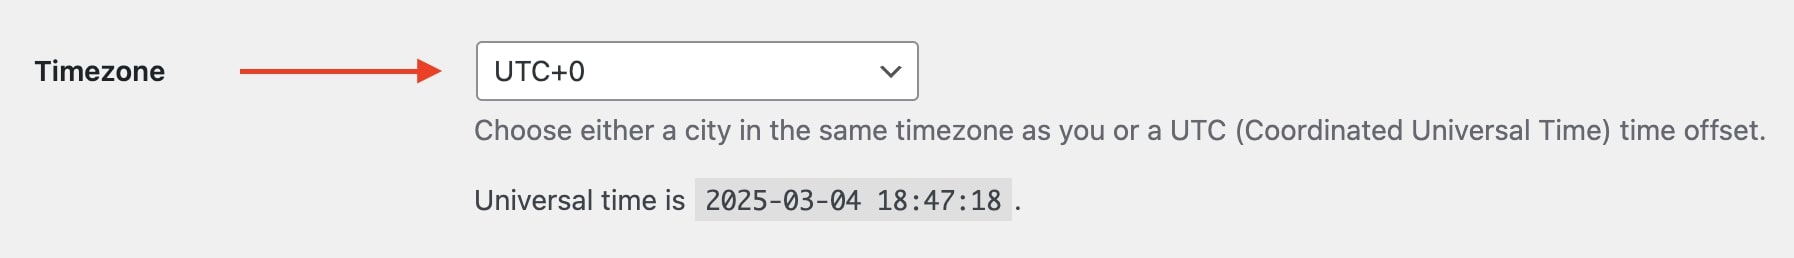 Timezone
UTC+0
Choose either a city in the same timezone as you or a UTC (Coordinated Universal Time) time offset.
Universal time is 2025-03-04 18:47:18 .